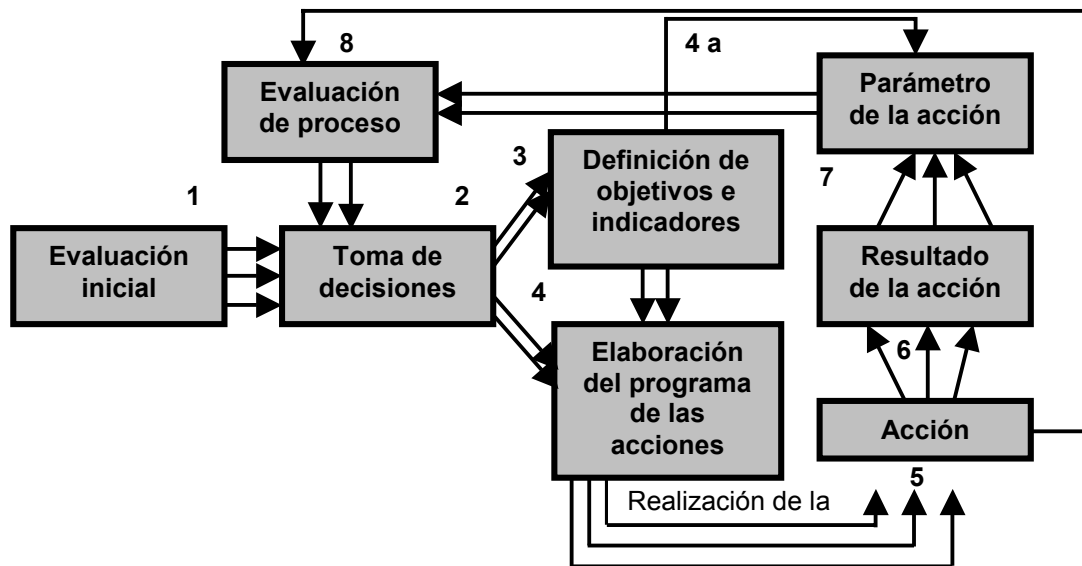 8
4 a
Evaluación
de proceso
Parámetro
de la acción
1
2
3
Definición de
objetivos e
indicadores
7
Evaluación
inicial
Toma de
decisiones
4
Resultado
de la acción
Elaboración
del programa
de las
acciones
6
Acción
5
Realización de la